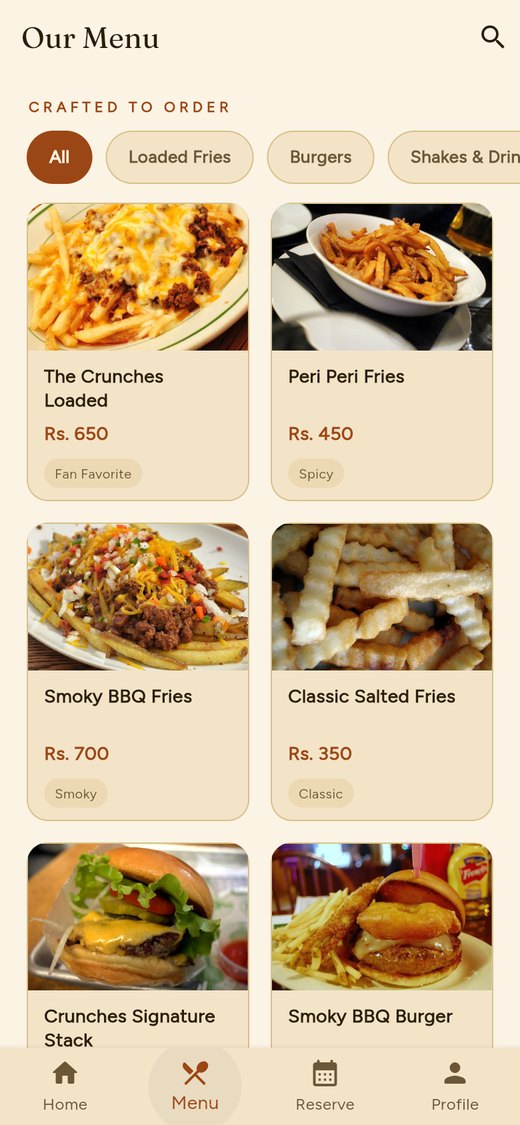 Our Menu
CRAFTED TO ORDER
All
Loaded Fries
Burgers
Shakes & Drin
The Crunches
Loaded
Rs. 650
Fan Favorite
Peri Peri Fries
Rs. 450
Spicy
Smoky BBQ Fries
Rs. 700
Smoky
Classic Salted Fries
Rs. 350
Classic
French's
Crunches Signature
Stack
Smoky BBQ Burger
Home
Menu
Reserve
Profile